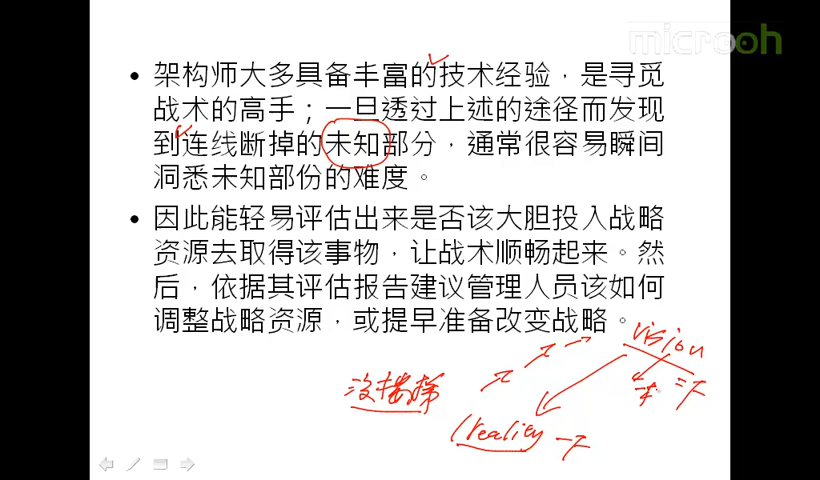 microoh
• 架构师大多具备丰富的技术经验，是寻觅
战术的高手；一旦透过上述的途径而发现
到连线断掉的未知部分，通常很容易瞬间
洞悉未知部份的难度。
• 因此能轻易评估出来是否该大胆投入战略
资源去取得该事物，让战术顺畅起来。然
后，依据其评估报告建议管理人员该如何
调整战略资源，或提早准备改变战略。
vision
reality